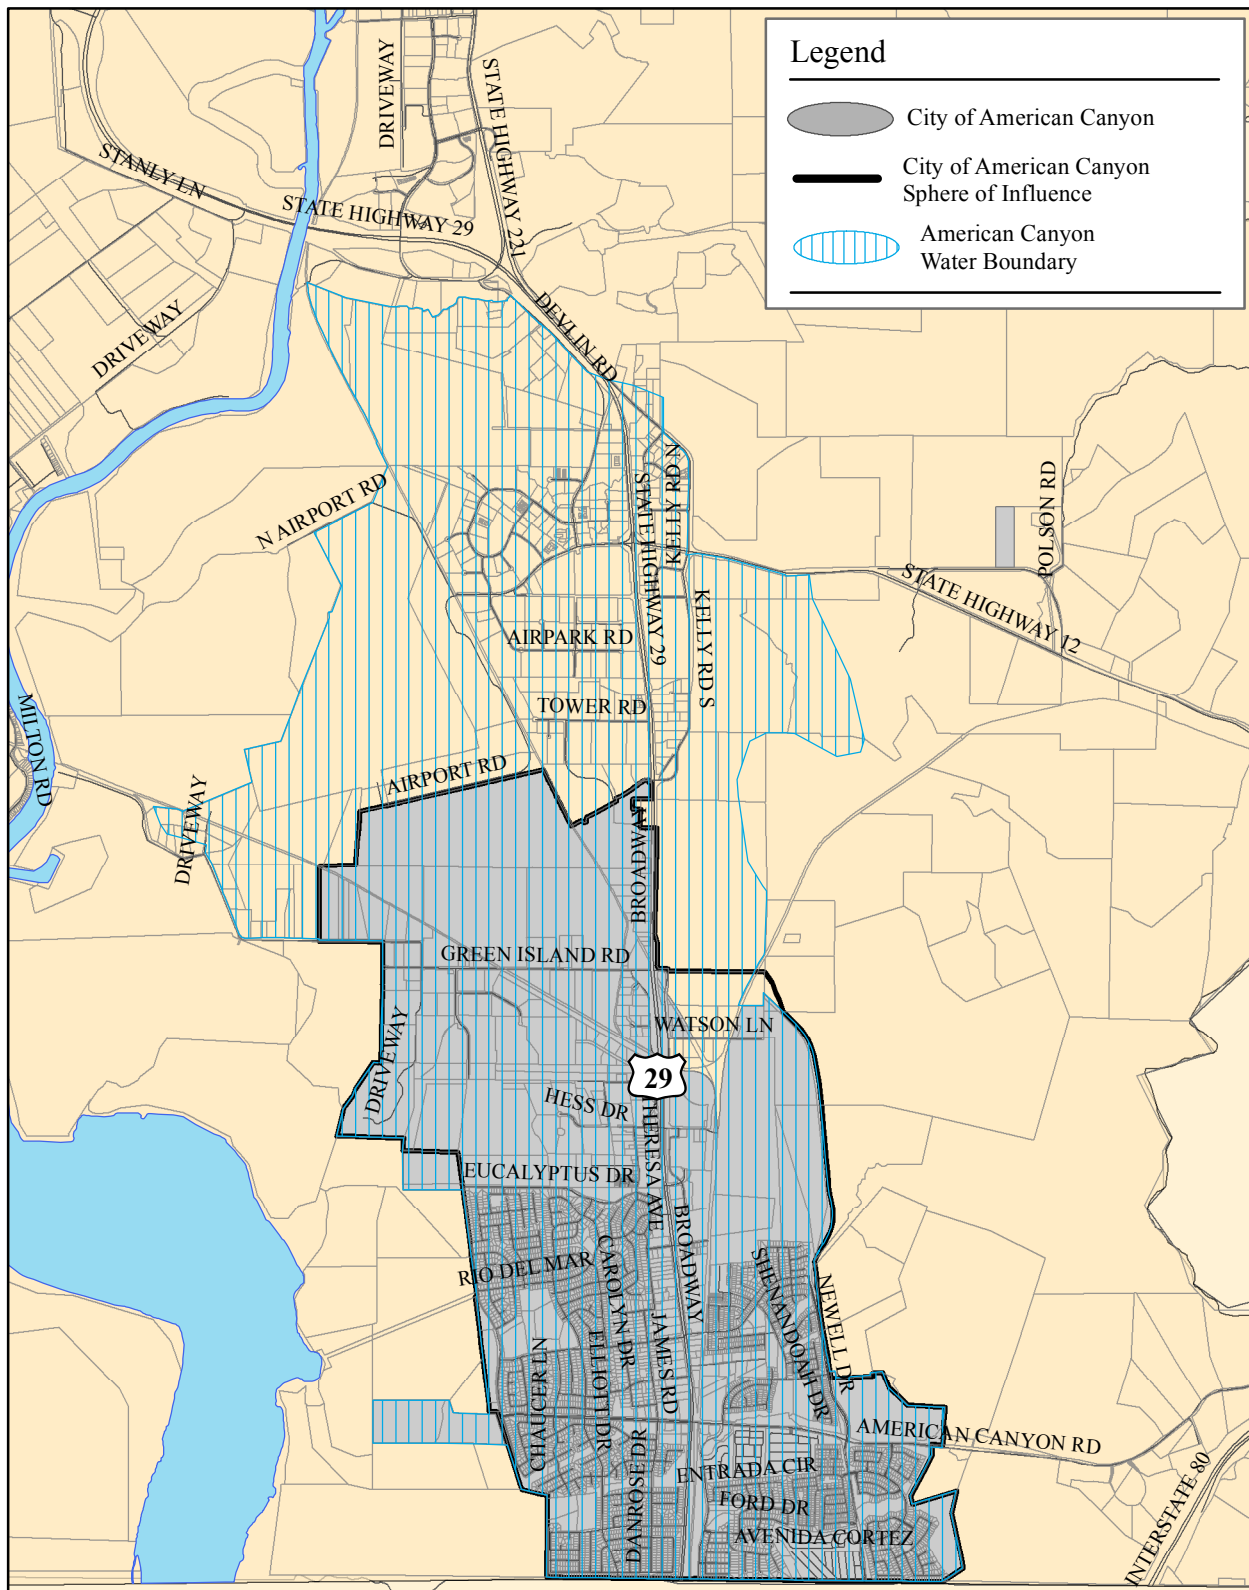 Legend
City of American Canyon
City of American Canyon
Sphere of Influence
American Canyon
Water Boundary
DRIVEWAY
STATE HIGHWAY 221
STANLY LN
STATE HIGHWAY 29
DRIVEWAY
DEVLIN RD
N AIRPORT RD
N KELLY RD
STATE HIGHWAY 29
POLSON RD
STATE HIGHWAY 12
KELLY RD S
AIRPARK RD
TOWER RD
MILTON RD
AIRPORT RD
DRIVEWAY
BROADWAY
GREEN ISLAND RD
WATSON LN
DRIVEWAY
29
HESS DR
THERESA AVE
EUCALYPTUS DR
BROADWAY
RIO DEL MAR
CAROLYN DR
SHENANDOAH DR
NEWELL DR
JAMES RD
ELLIOTT DR
CHAUCER LN
AMERICAN CANYON RD
DANROSE DR
ENTRADA CIR
FORD DR
AVENIDA CORTEZ
INTERSTATE 80